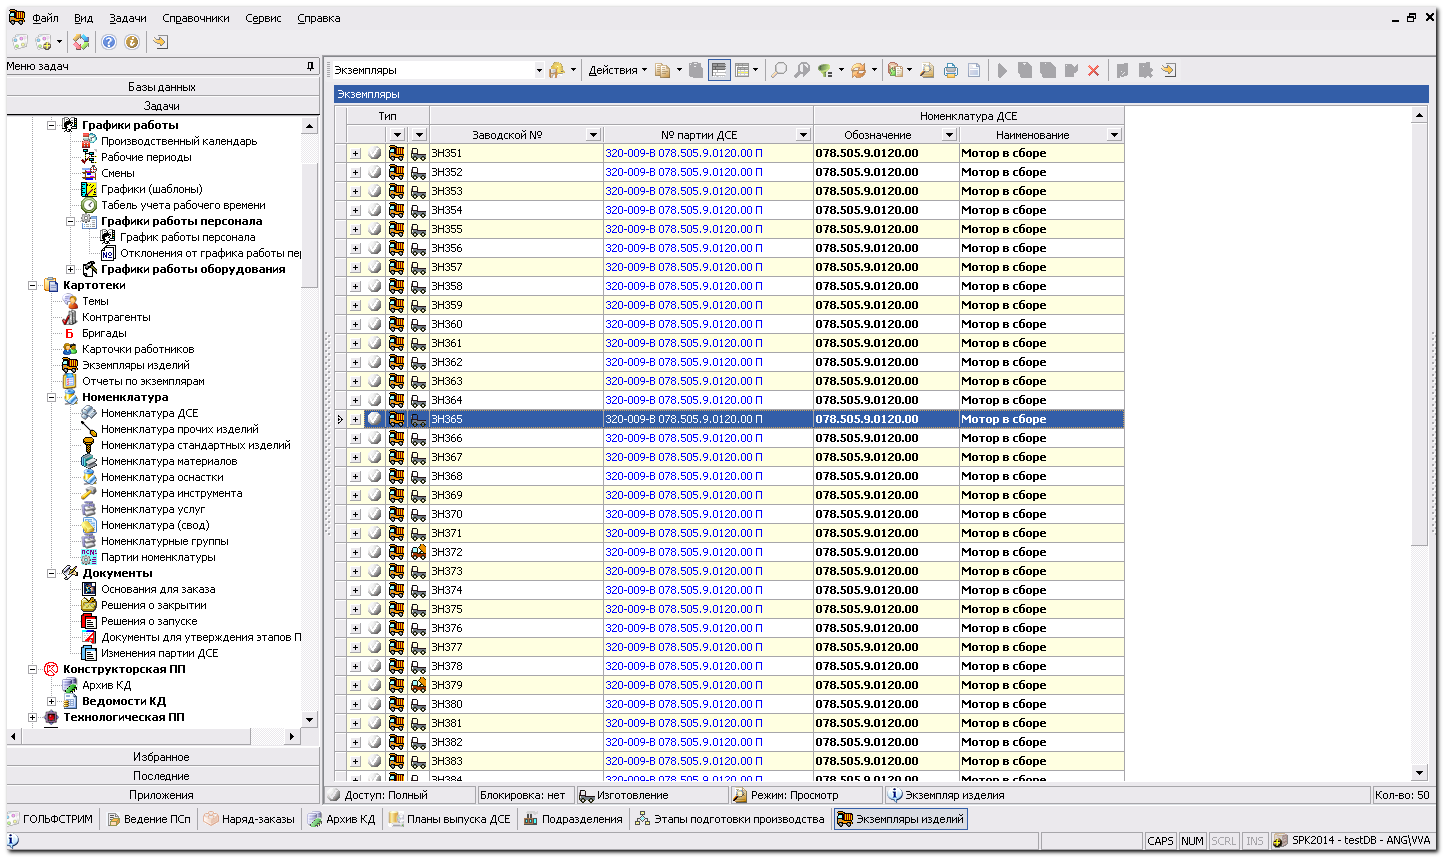 Файл Вид Задачи Справочники Сервис Справка
Меню задач
Базы данных
Задачи
Графики работы
Производственный календарь
Рабочие периоды
Смены
Графики (шаблоны)
Табель учета рабочего времени
Графики работы персонала
График работы персонала
Отклонения от графика работы пе
Графики работы оборудования
Картотеки
Темы
Контрагенты
Бригады
Карточки работников
Экземпляры изделий
Отчеты по экземплярам
Номенклатура
Номенклатура ДСЕ
Номенклатура прочих изделий
Номенклатура стандартных изделий
Номенклатура материалов
Номенклатура оснастки
Номенклатура инструмента
Номенклатура услуг
Номенклатура (свод)
Номенклатурные группы
Партии номенклатуры
Документы
Основания для заказа
Решения о закрытии
Решения о запуске
Документы для утверждения этапов П
Изменения партии ДСЕ
Конструкторская ПП
Архив КД
Ведомости КД
Технологическая ПП
Избранное
Последние
Приложения
Экземпляры Действия
Экземпляры
Тип Номенклатура ДСЕ
Заводской № № партии ДСЕ Обозначение Наименование
ЗН351 320-009-В 078.505.9.0120.00 П 078.505.9.0120.00 Мотор в сборе
ЗН352 320-009-В 078.505.9.0120.00 П 078.505.9.0120.00 Мотор в сборе
ЗН353 320-009-В 078.505.9.0120.00 П 078.505.9.0120.00 Мотор в сборе
ЗН354 320-009-В 078.505.9.0120.00 П 078.505.9.0120.00 Мотор в сборе
ЗН355 320-009-В 078.505.9.0120.00 П 078.505.9.0120.00 Мотор в сборе
ЗН356 320-009-В 078.505.9.0120.00 П 078.505.9.0120.00 Мотор в сборе
ЗН357 320-009-В 078.505.9.0120.00 П 078.505.9.0120.00 Мотор в сборе
ЗН358 320-009-В 078.505.9.0120.00 П 078.505.9.0120.00 Мотор в сборе
ЗН359 320-009-В 078.505.9.0120.00 П 078.505.9.0120.00 Мотор в сборе
ЗН360 320-009-В 078.505.9.0120.00 П 078.505.9.0120.00 Мотор в сборе
ЗН361 320-009-В 078.505.9.0120.00 П 078.505.9.0120.00 Мотор в сборе
ЗН362 320-009-В 078.505.9.0120.00 П 078.505.9.0120.00 Мотор в сборе
ЗН363 320-009-В 078.505.9.0120.00 П 078.505.9.0120.00 Мотор в сборе
ЗН364 320-009-В 078.505.9.0120.00 П 078.505.9.0120.00 Мотор в сборе
ЗН365 320-009-В 078.505.9.0120.00 П 078.505.9.0120.00 Мотор в сборе
ЗН366 320-009-В 078.505.9.0120.00 П 078.505.9.0120.00 Мотор в сборе
ЗН367 320-009-В 078.505.9.0120.00 П 078.505.9.0120.00 Мотор в сборе
ЗН368 320-009-В 078.505.9.0120.00 П 078.505.9.0120.00 Мотор в сборе
ЗН369 320-009-В 078.505.9.0120.00 П 078.505.9.0120.00 Мотор в сборе
ЗН370 320-009-В 078.505.9.0120.00 П 078.505.9.0120.00 Мотор в сборе
ЗН371 320-009-В 078.505.9.0120.00 П 078.505.9.0120.00 Мотор в сборе
ЗН372 320-009-В 078.505.9.0120.00 П 078.505.9.0120.00 Мотор в сборе
ЗН373 320-009-В 078.505.9.0120.00 П 078.505.9.0120.00 Мотор в сборе
ЗН374 320-009-В 078.505.9.0120.00 П 078.505.9.0120.00 Мотор в сборе
ЗН375 320-009-В 078.505.9.0120.00 П 078.505.9.0120.00 Мотор в сборе
ЗН376 320-009-В 078.505.9.0120.00 П 078.505.9.0120.00 Мотор в сборе
ЗН377 320-009-В 078.505.9.0120.00 П 078.505.9.0120.00 Мотор в сборе
ЗН378 320-009-В 078.505.9.0120.00 П 078.505.9.0120.00 Мотор в сборе
ЗН379 320-009-В 078.505.9.0120.00 П 078.505.9.0120.00 Мотор в сборе
ЗН380 320-009-В 078.505.9.0120.00 П 078.505.9.0120.00 Мотор в сборе
ЗН381 320-009-В 078.505.9.0120.00 П 078.505.9.0120.00 Мотор в сборе
ЗН382 320-009-В 078.505.9.0120.00 П 078.505.9.0120.00 Мотор в сборе
ЗН383 320-009-В 078.505.9.0120.00 П 078.505.9.0120.00 Мотор в сборе
ЗН384 320-009-В 078.505.9.0120.00 П 078.505.9.0120.00 Мотор в сборе
Доступ: Полный Блокировка: нет Изготовление Режим: Просмотр Экземпляр изделия Кол-во: 50
ГОЛЬФСТРИМ Ведение ПСп Наряд-заказы Архив КД Планы выпуска ДСЕ Подразделения Этапы подготовки производства Экземпляры изделий
CAPS NUM SCRL INS SPK2014 - testDB - ANG\VVA